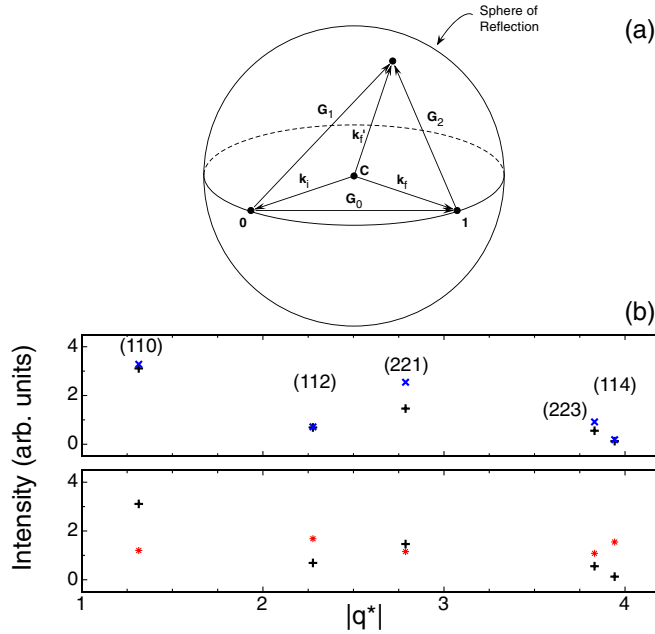 Sphere of
Reflection
(a)
G1
G2
kf'
C
ki
kf
G0
0
1
(b)
Intensity (arb. units)
4
2
0
(110)
(112)
(221)
(223)
(114)
4
2
0
1
2
3
4
|q*|